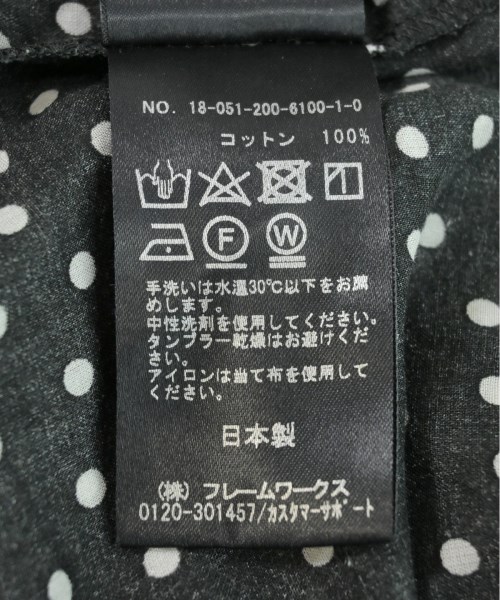 NO. 18-051-200-6100-1-0
コットン 100%
F W
手洗いは水温30℃以下をお薦
めします。
中性洗剤を使用してください。
タンブラー乾燥はお避けくだ
さい。
アイロンは当て布を使用して
ください。
日本製
(株) フレームワークス
0120-301457/ｶｽﾀﾏｰｻﾎﾟｰﾄ